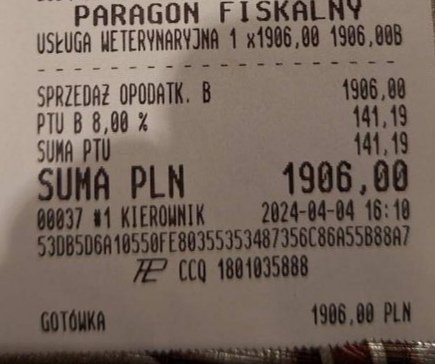 PARAGON FISKALNY
USŁUGA WETERYNARYJNA 1 x1906,00 1906,00B
SPRZEDAŻ OPODATK. B 1906,00
PTU B 8,00 % 141,19
SUMA PTU 141,19
SUMA PLN 1906,00
00037 #1 KIEROWNIK 2024-04-04 16:10
53DB5D6A10550FE80355353487356C86A55B88A7
CCQ 1801035888
GOTÓWKA 1906,00 PLN